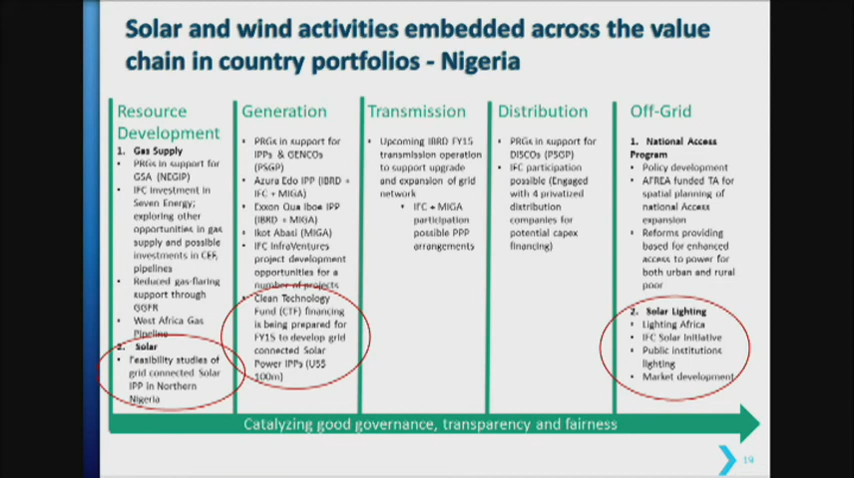 Solar and wind activities embedded across the value
chain in country portfolios - Nigeria
Resource
Development
1. Gas Supply
• PRGs in support for
GSA (NEGIP)
• IFC Investment in
Seven Energy;
exploring other
opportunities in gas
supply and possible
investments in CPF,
pipelines
• Reduced gas-flaring
support through
GGFR
• West Africa Gas
Pipeline
2. Solar
• Feasibility studies of
grid connected Solar
IPP in Northern
Nigeria
Generation
• PRGs in support for
IPPs & GENCOs
(PSGP)
• Azura Edo IPP (IBRD +
IFC + MIGA)
• Exxon Qua Iboe IPP
(IBRD + MIGA)
• Ikot Abasi (MIGA)
• IFC InfraVentures
project development
opportunities for a
number of projects
• Clean Technology
Fund (CTF) financing
is being prepared for
FY15 to develop grid
connected Solar
Power IPPs (US$
100m)
Transmission
• Upcoming IBRD FY15
transmission operation
to support upgrade
and expansion of grid
network
• IFC + MIGA
participation
possible PPP
arrangements
Distribution
• PRGs in support for
DISCOs (PSGP)
• IFC participation
possible (Engaged
with 4 privatized
distribution
companies for
potential capex
financing)
Off-Grid
1. National Access
Program
• Policy development
• AFREA funded TA for
spatial planning of
national Access
expansion
• Reforms providing
based for enhanced
access to power for
both urban and rural
poor
2. Solar Lighting
• Lighting Africa
• IFC Solar Initiative
• Public institutions
lighting
• Market development
Catalyzing good governance, transparency and fairness
19